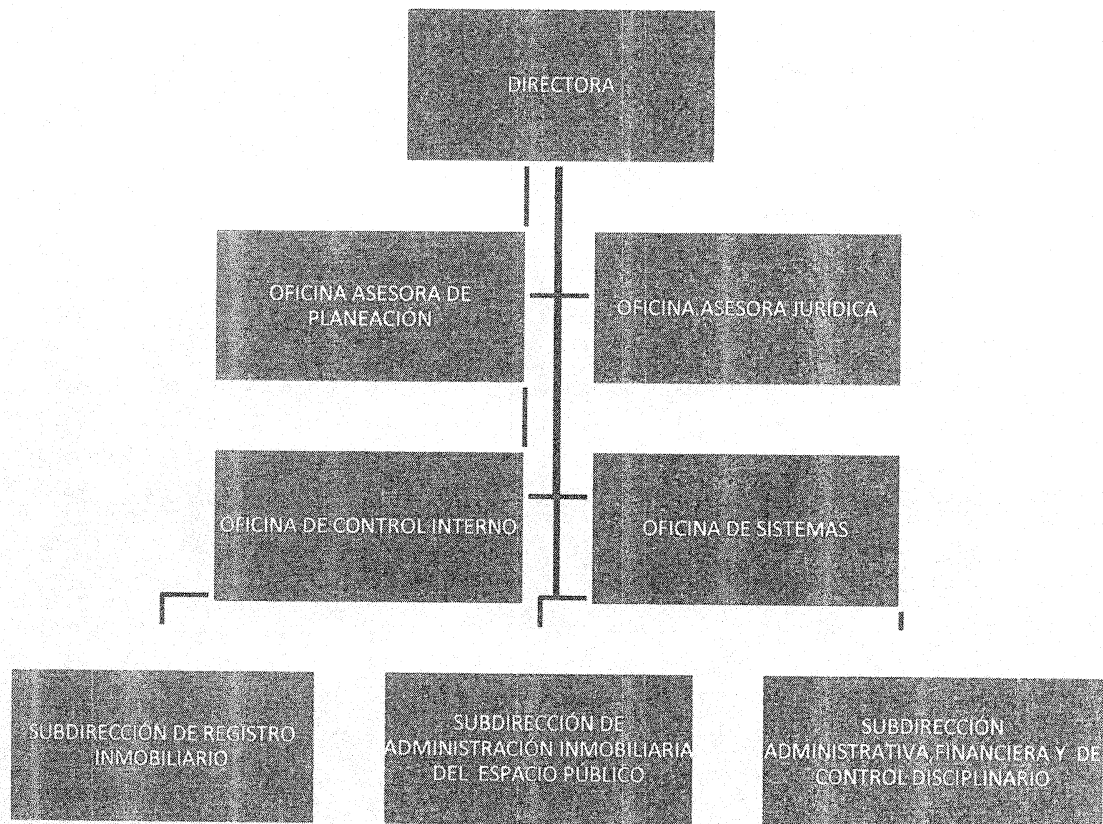 DIRECTORA
OFICINA ASESORA DE
PLANEACIÓN
OFICINA ASESORA JURÍDICA
OFICINA DE CONTROL INTERNO
OFICINA DE SISTEMAS
SUBDIRECCIÓN DE REGISTRO
INMOBILIARIO
SUBDIRECCIÓN DE
ADMINISTRACIÓN INMOBILIARIA
DEL ESPACIO PÚBLICO
SUBDIRECCIÓN
ADMINISTRATIVA,FINANCIERA Y DE
CONTROL DISCIPLINARIO